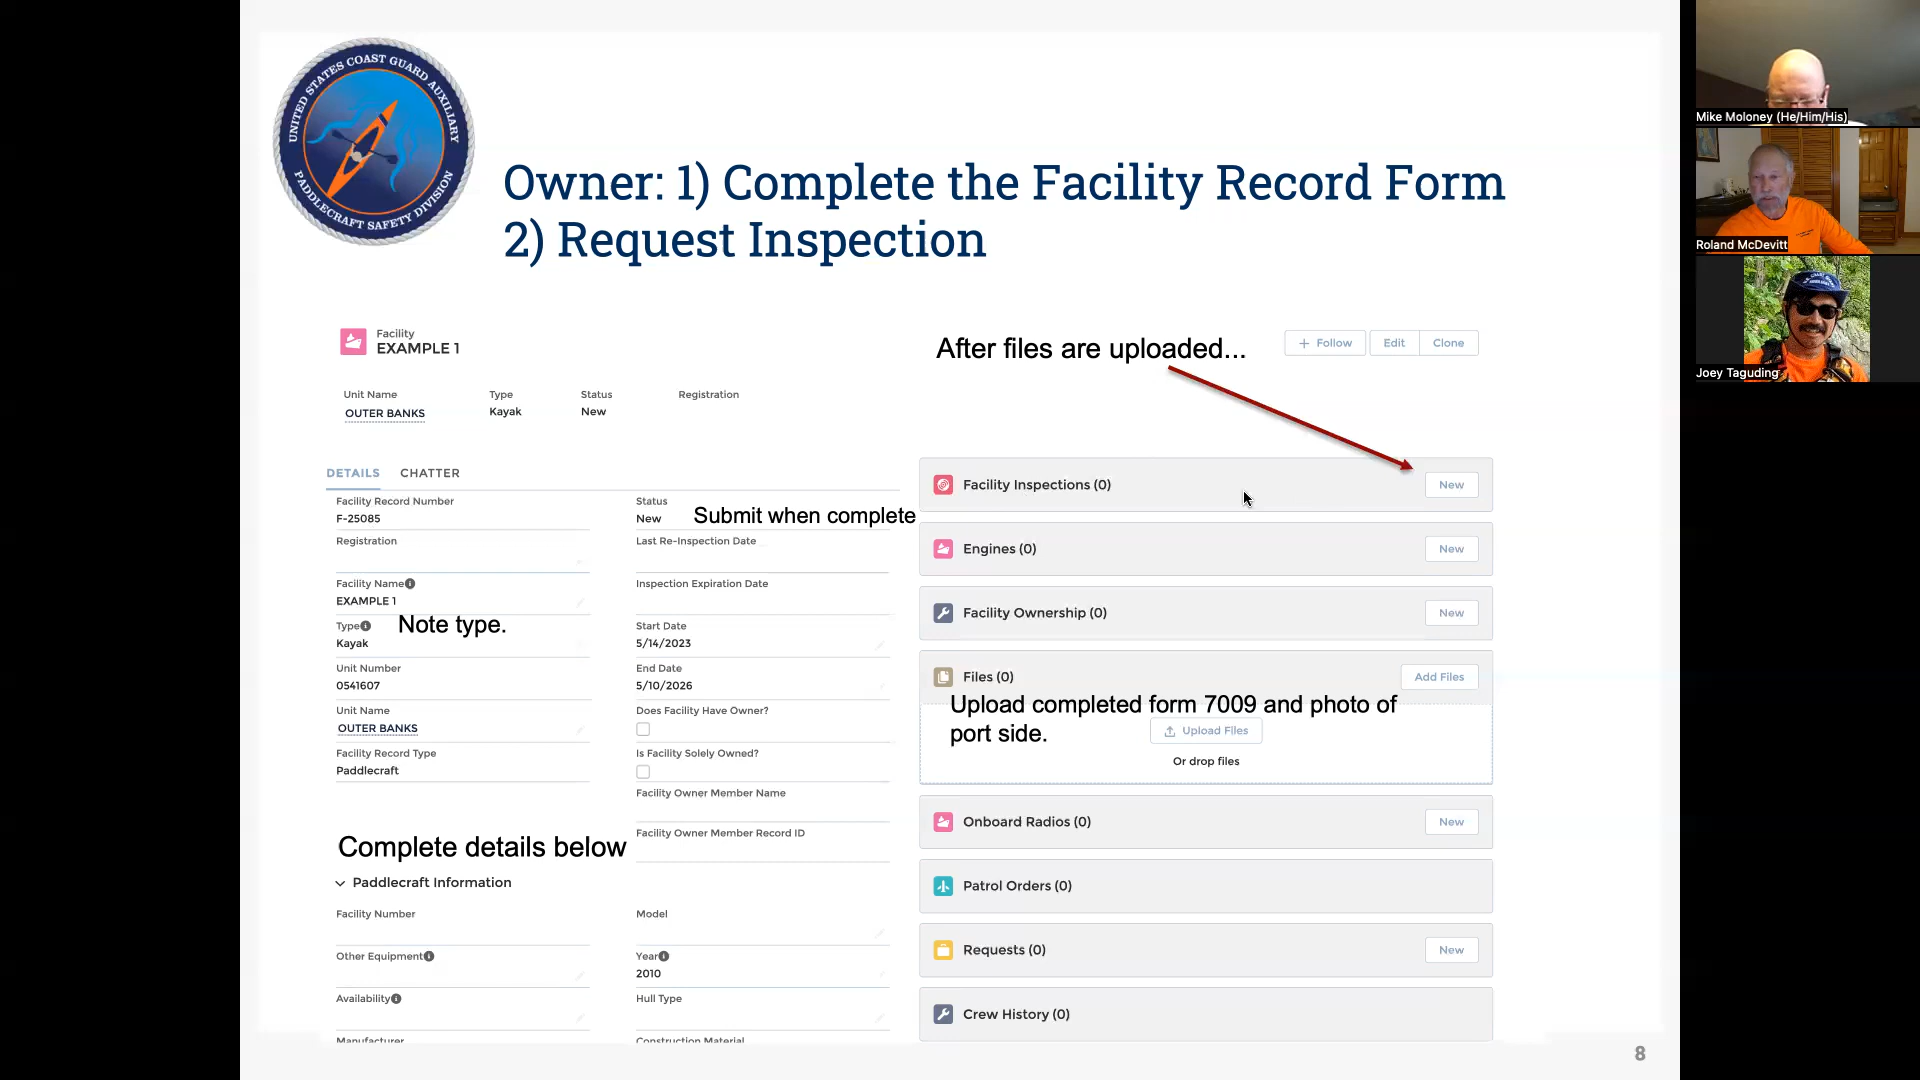 UNITED STATES COAST GUARD AUXILIARY
PADDLECRAFT SAFETY DIVISION
Owner: 1) Complete the Facility Record Form
2) Request Inspection
Facility
EXAMPLE 1
After files are uploaded...
Follow
Edit
Clone
Unit Name
Type
Status
Registration
OUTER BANKS
Kayak
New
DETAILS
CHATTER
Facility Record Number
F-25085
Registration
Facility Name
EXAMPLE 1
Type
Note type.
Kayak
Unit Number
0541607
Unit Name
OUTER BANKS
Facility Record Type
Paddlecraft
Status
New
Submit when complete
Last Re-Inspection Date
Inspection Expiration Date
Start Date
5/14/2023
End Date
5/10/2026
Does Facility Have Owner?
Is Facility Solely Owned?
Facility Owner Member Name
Facility Owner Member Record ID
Complete details below
Paddlecraft Information
Facility Number
Model
Other Equipment
Year
2010
Availability
Hull Type
Manufacturer
Construction Material
Facility Inspections (0)
New
Engines (0)
New
Facility Ownership (0)
New
Files (0)
Add Files
Upload completed form 7009 and photo of
port side.
Upload Files
Or drop files
Onboard Radios (0)
New
Patrol Orders (0)
Requests (0)
New
Crew History (0)
8
Mike Moloney (He/Him/His)
Roland McDevitt
Joey Taguding